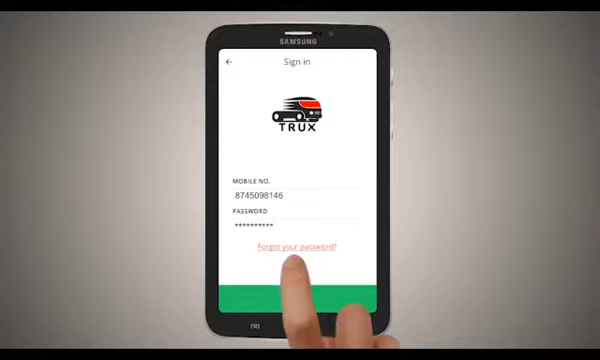 SAMSUNG
Sign in
TRUX
MOBILE NO.
8745098146
PASSWORD
**********
Forgot your password?